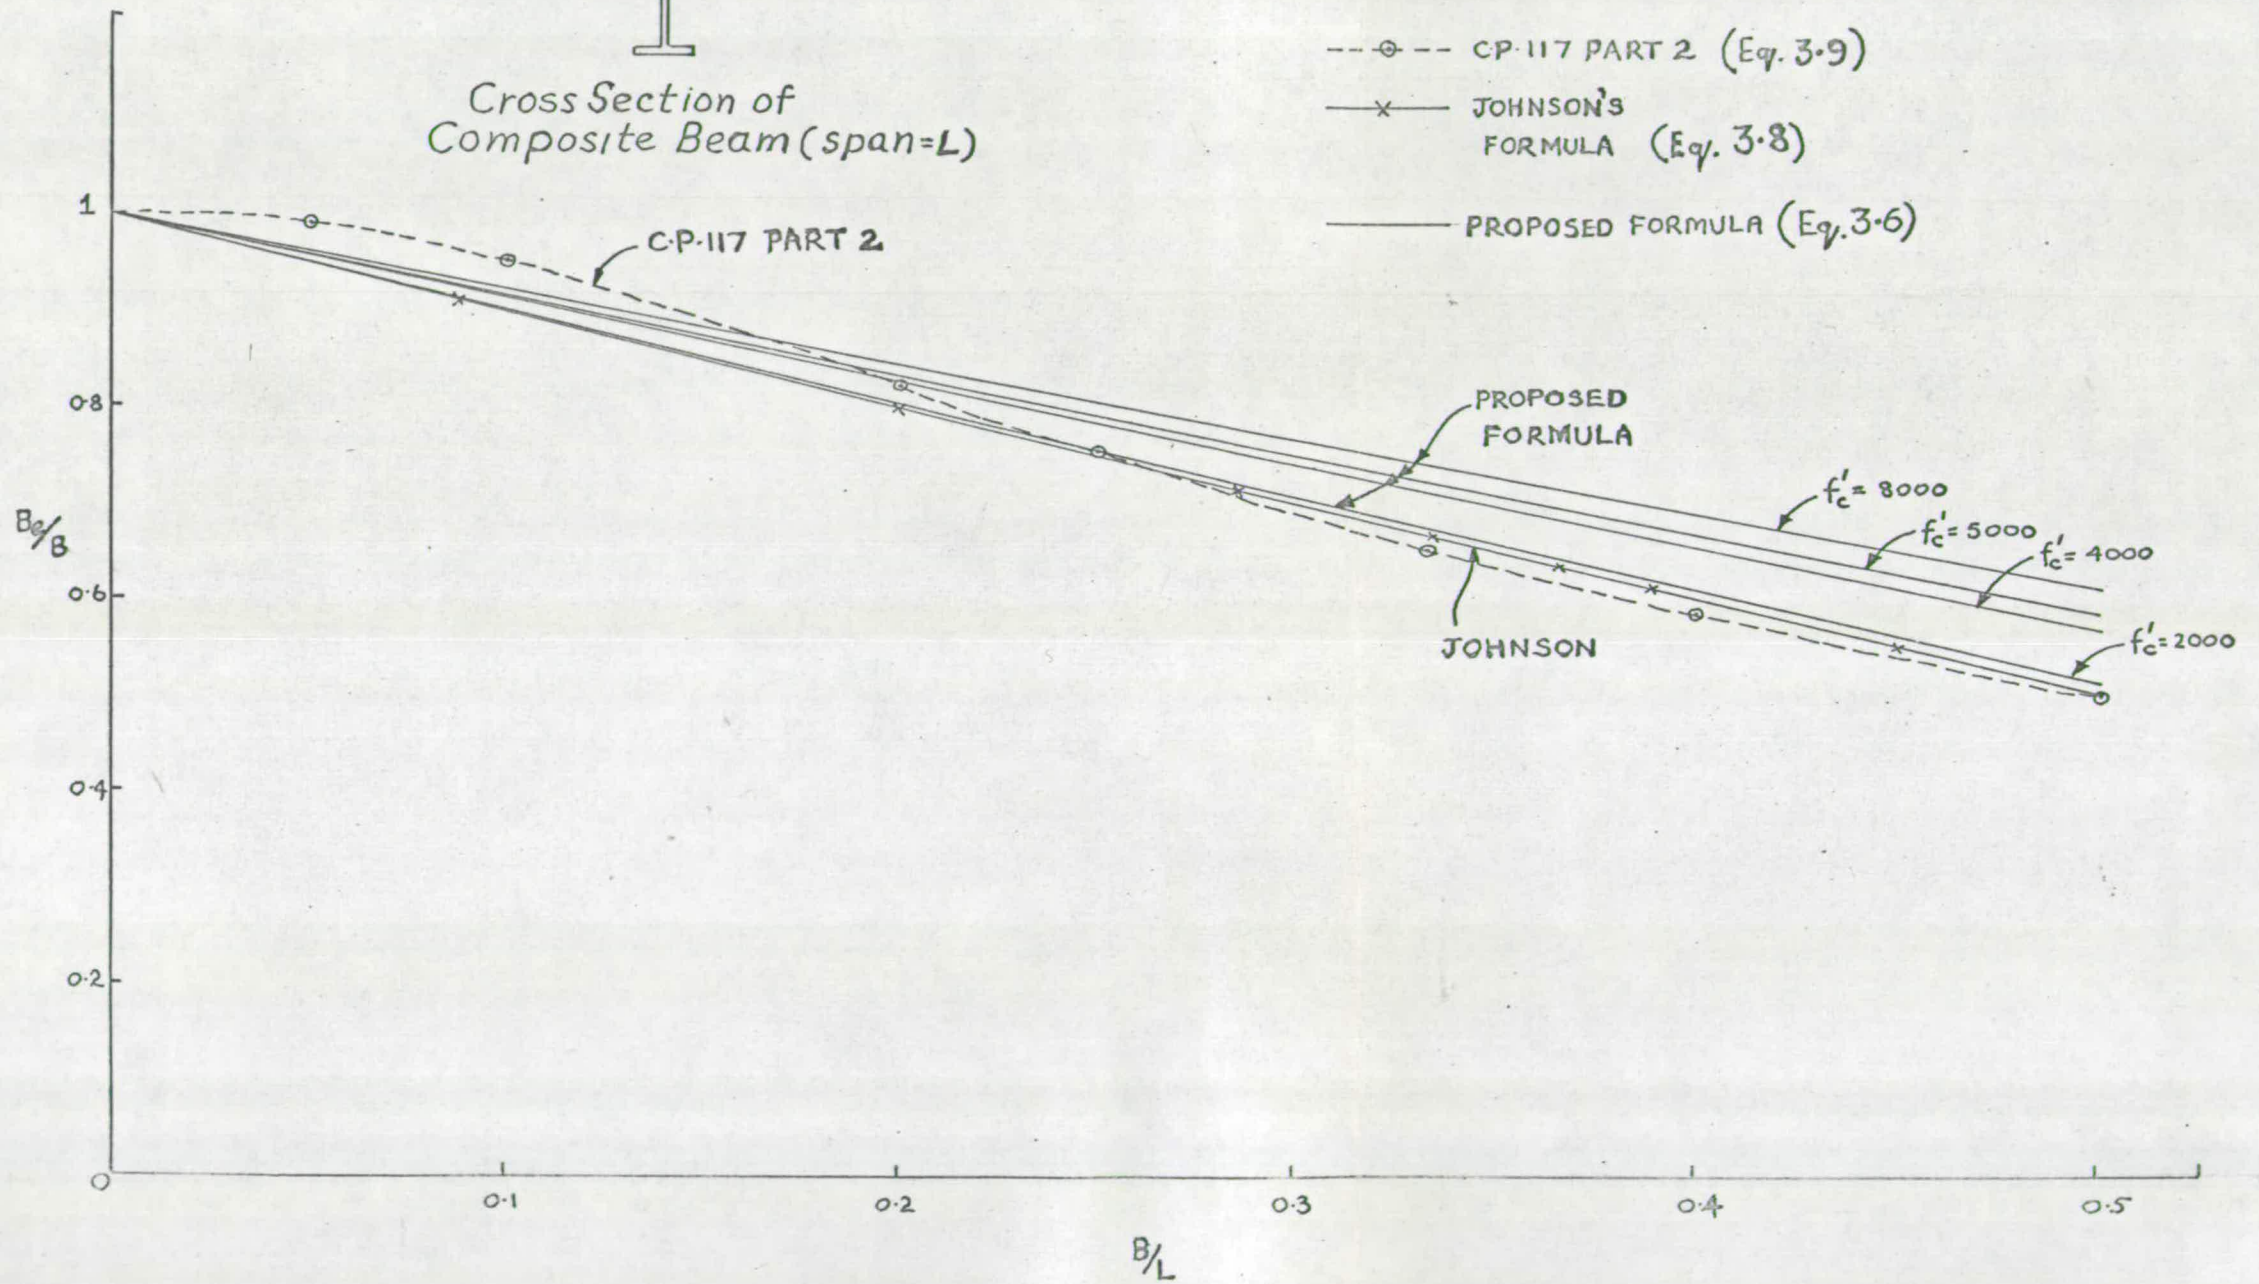 Cross Section of
Composite Beam (span=L)
C.P.117 PART 2 (Eq. 3.9)
JOHNSON'S
FORMULA (Eq. 3.8)
PROPOSED FORMULA (Eq. 3.6)
C.P.117 PART 2
PROPOSED
FORMULA
f'c= 8000
f'c= 5000
f'c= 4000
f'c=2000
JOHNSON
Be/B
1
0.8
0.6
0.4
0.2
0
0.1
0.2
0.3
0.4
0.5
B/L